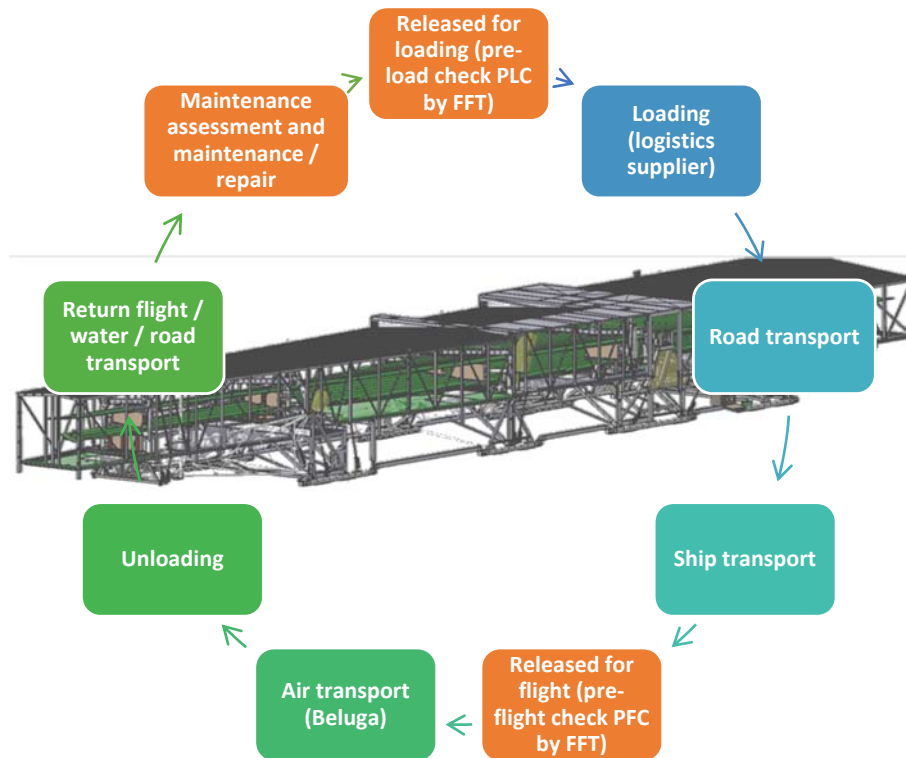 Released for
loading (pre-
load check PLC
by FFT)
Loading
(logistics
supplier)
Road transport
Ship transport
Released for
flight (pre-
flight check PFC
by FFT)
Air transport
(Beluga)
Unloading
Return flight /
water / road
transport
Maintenance
assessment and
maintenance /
repair